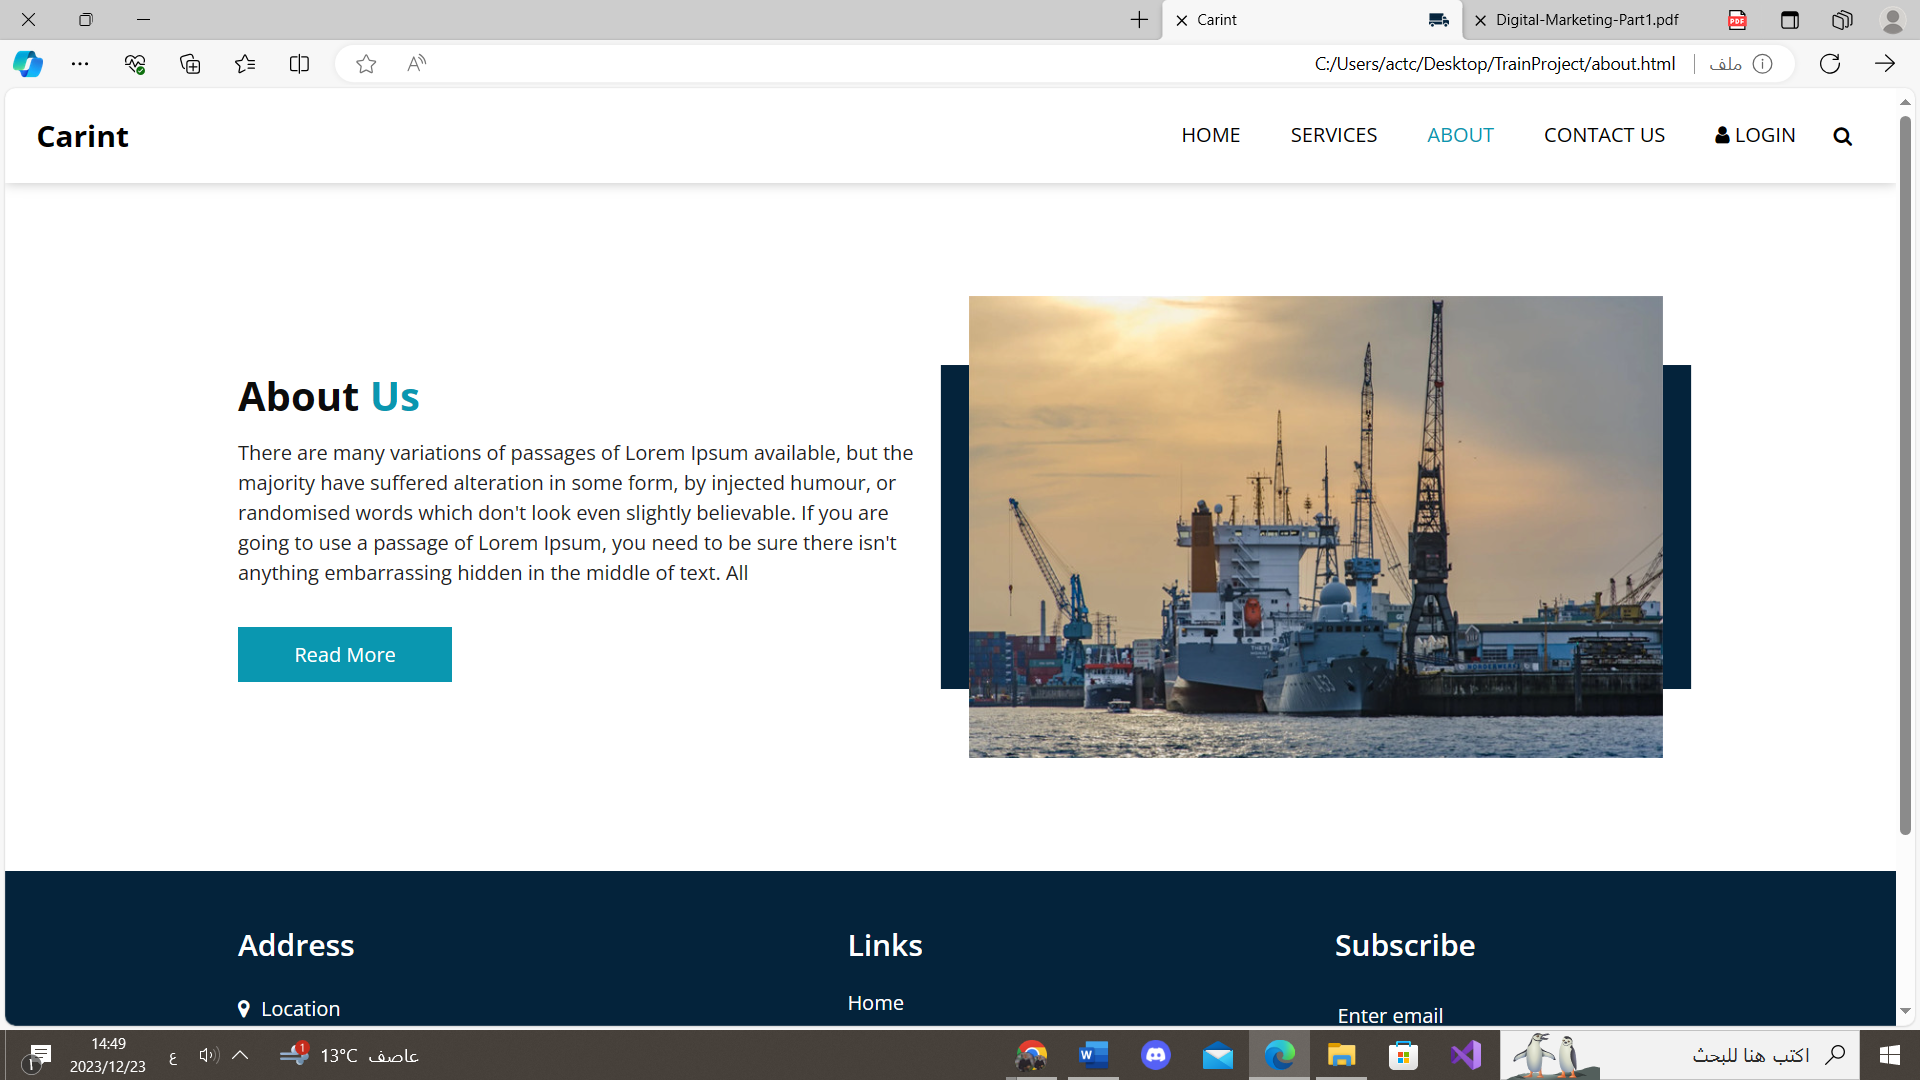 Carint
Digital-Marketing-Part1.pdf
C:/Users/actc/Desktop/TrainProject/about.html
ملف
Carint
HOME
SERVICES
ABOUT
CONTACT US
LOGIN
About Us
There are many variations of passages of Lorem Ipsum available, but the
majority have suffered alteration in some form, by injected humour, or
randomised words which don't look even slightly believable. If you are
going to use a passage of Lorem Ipsum, you need to be sure there isn't
anything embarrassing hidden in the middle of text. All
Read More
A53
Address
Links
Subscribe
Location
Home
Enter email
1
14:49
2023/12/23
ع
1
13°C عاصف
اكتب هنا للبحث